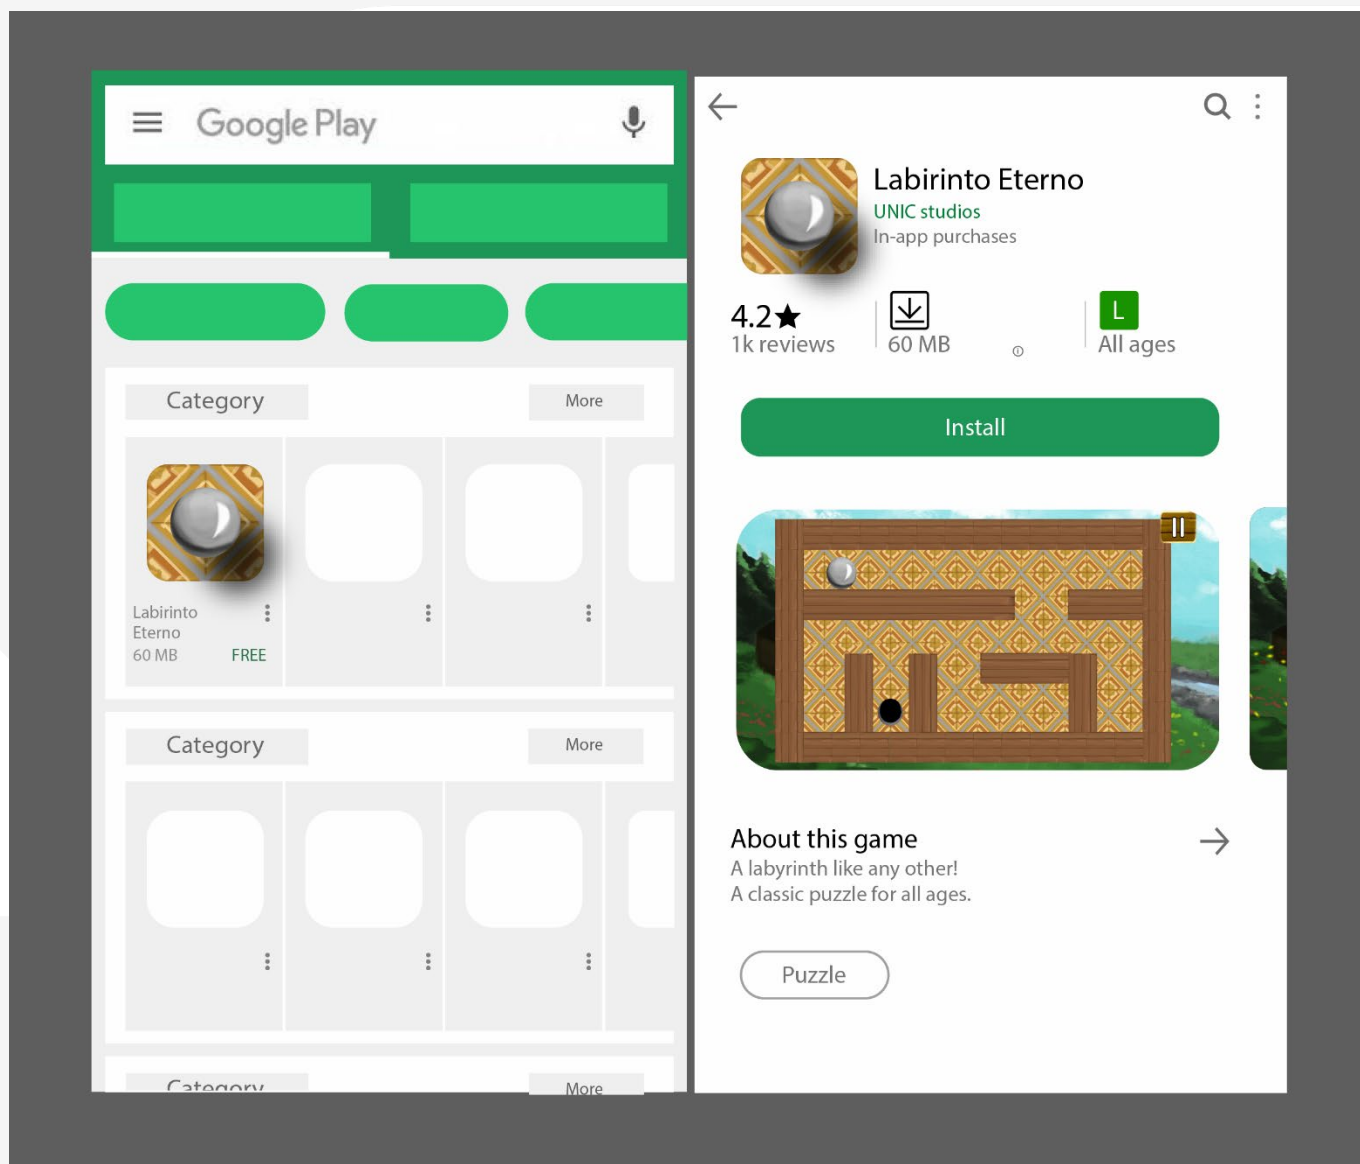 Google Play
Category
More
Labirinto
Eterno
60 MB
FREE
Category
More
Category
More
Labirinto Eterno
UNIC studios
In-app purchases
4.2★
1k reviews
60 MB
L
All ages
Install
About this game
A labyrinth like any other!
A classic puzzle for all ages.
Puzzle